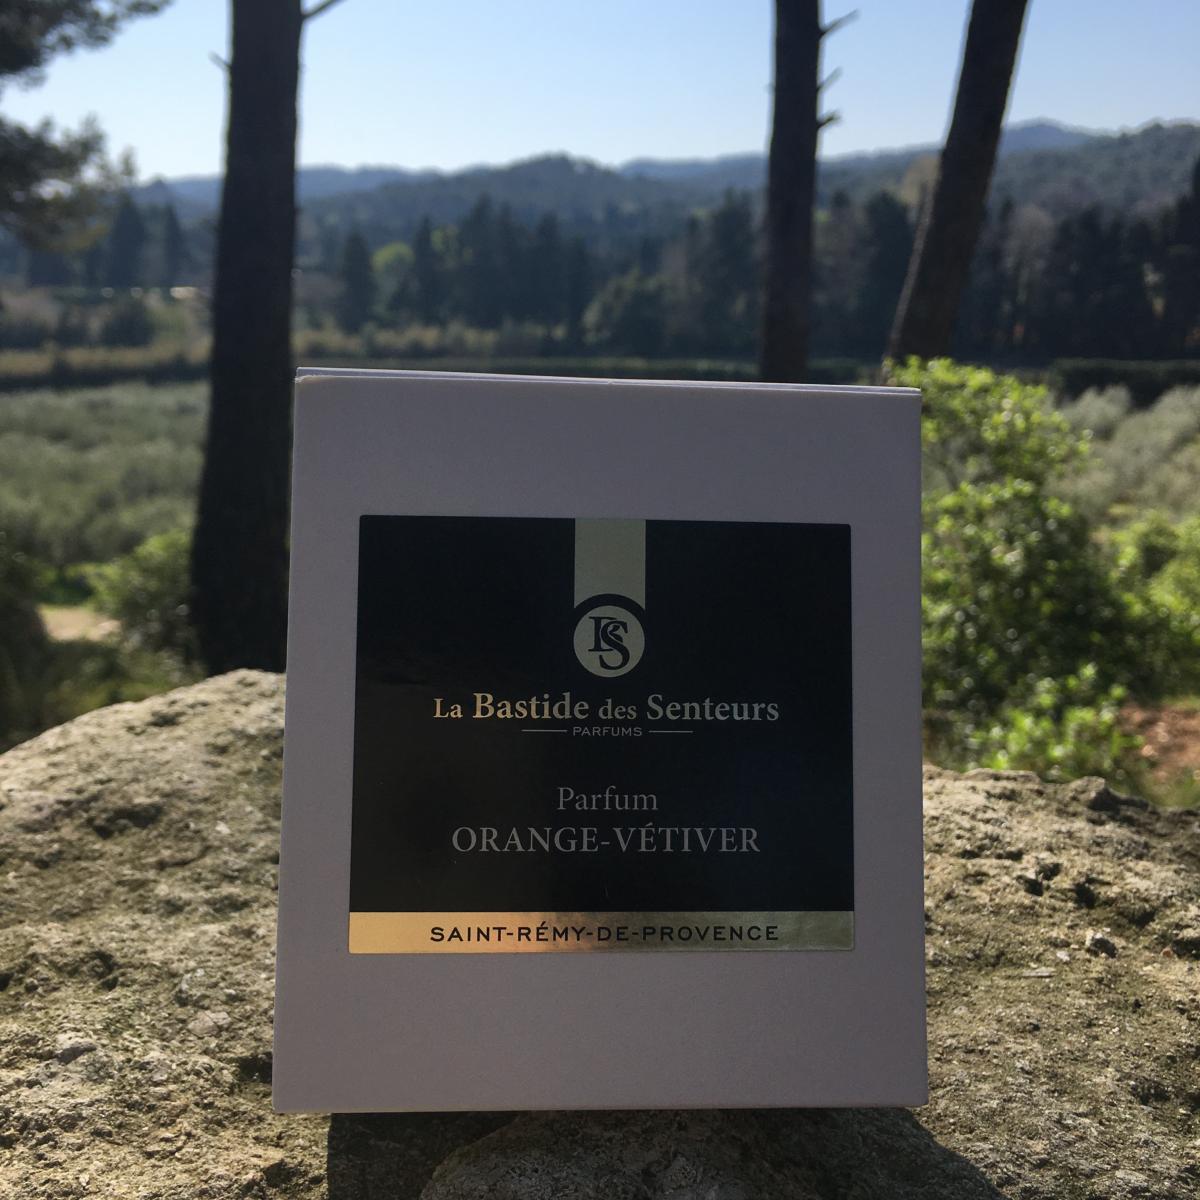 BS
La Bastide des Senteurs
PARFUMS
Parfum
ORANGE-VÉTIVER
SAINT-RÉMY-DE-PROVENCE